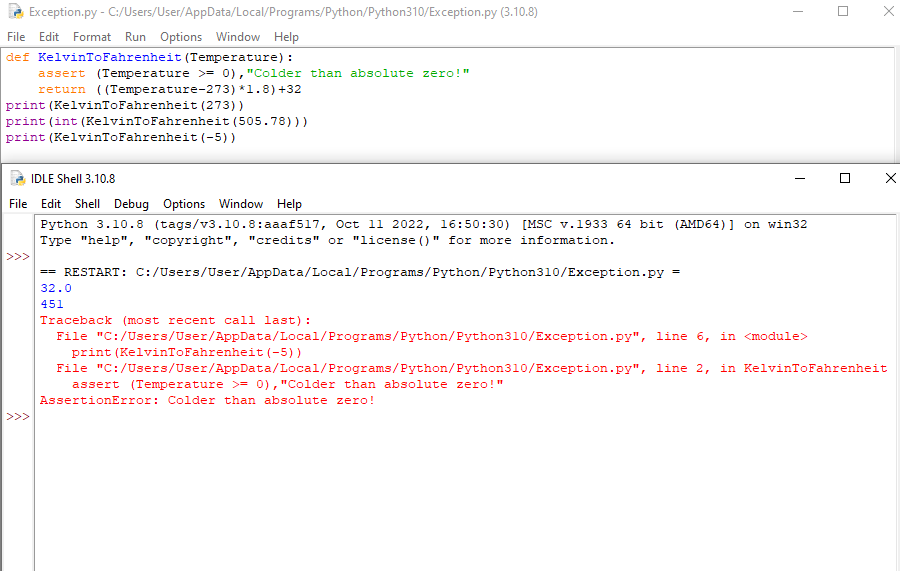 Exception.py - C:/Users/User/AppData/Local/Programs/Python/Python310/Exception.py (3.10.8)
File Edit Format Run Options Window Help
def KelvinToFahrenheit(Temperature):
    assert (Temperature >= 0),"Colder than absolute zero!"
    return ((Temperature-273)*1.8)+32
print(KelvinToFahrenheit(273))
print(int(KelvinToFahrenheit(505.78)))
print(KelvinToFahrenheit(-5))
IDLE Shell 3.10.8
File Edit Shell Debug Options Window Help
Python 3.10.8 (tags/v3.10.8:aaaf517, Oct 11 2022, 16:50:30) [MSC v.1933 64 bit (AMD64)] on win32
Type "help", "copyright", "credits" or "license()" for more information.
>>>
== RESTART: C:/Users/User/AppData/Local/Programs/Python/Python310/Exception.py =
32.0
451
Traceback (most recent call last):
  File "C:/Users/User/AppData/Local/Programs/Python/Python310/Exception.py", line 6, in <module>
    print(KelvinToFahrenheit(-5))
  File "C:/Users/User/AppData/Local/Programs/Python/Python310/Exception.py", line 2, in KelvinToFahrenheit
    assert (Temperature >= 0),"Colder than absolute zero!"
AssertionError: Colder than absolute zero!
>>>